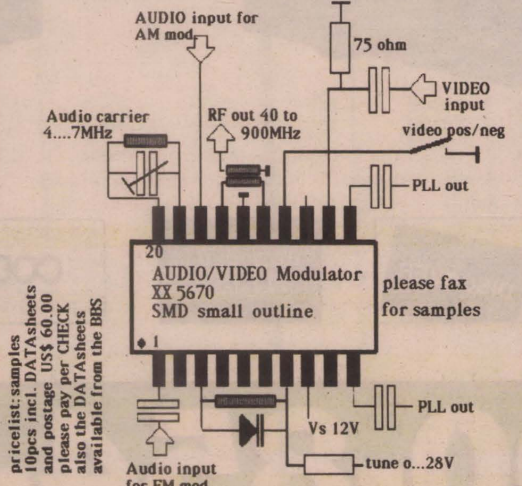 AUDIO input for
AM mod.
75 ohm
VIDEO
input
Audio carrier
4....7MHz
RF out 40 to
900MHz
video pos/neg
PLL out
20
AUDIO/VIDEO Modulator
XX 5670
SMD small outline
1
please fax
for samples
pricelist: samples
10pcs incl. DATAsheets
and postage US$ 60.00
please pay per CHECK
also the DATAsheets
available from the BBS
PLL out
Vs 12V
tune o...28V
Audio input
for FM mod